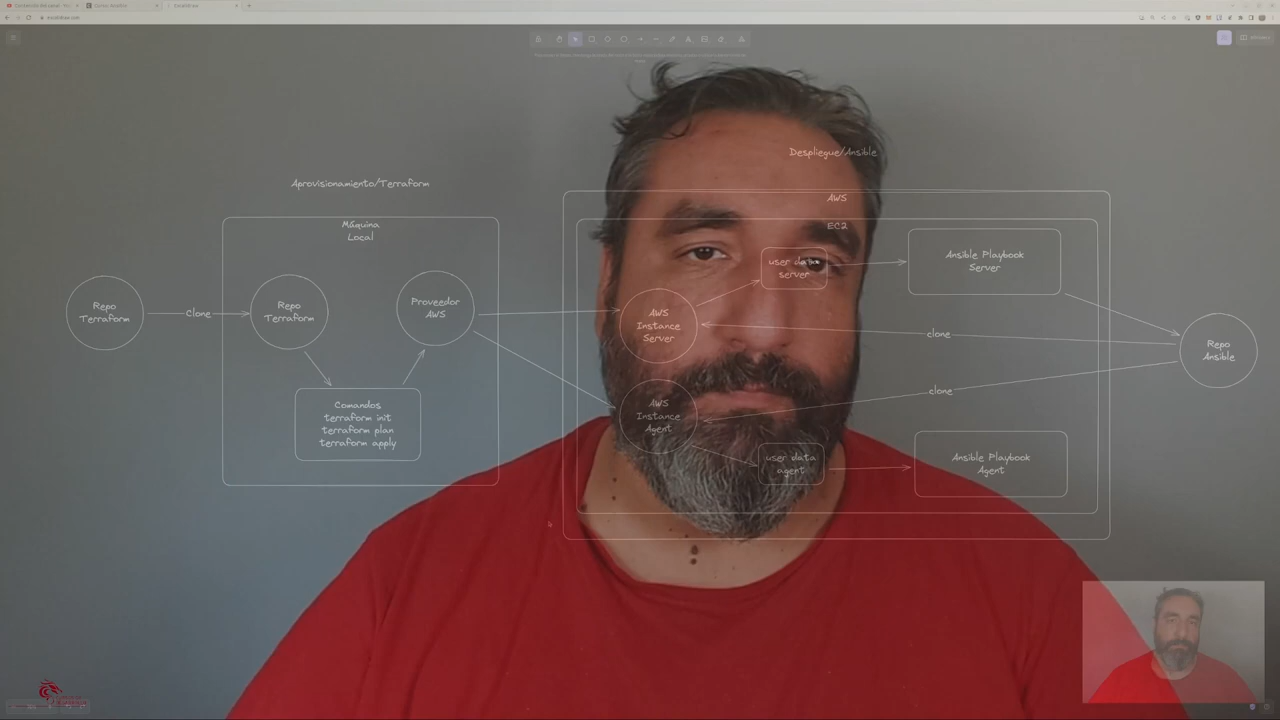 excalidraw.com
Despliegue/Ansible
Aprovisionamiento/Terraform
AWS
EC2
Máquina
Local
Repo
Terraform
Clone
Repo
Terraform
Proveedor
AWS
Comandos
terraform init
terraform plan
terraform apply
AWS
Instance
Server
user data
server
Ansible Playbook
Server
clone
Repo
Ansible
clone
AWS
Instance
Agent
user data
agent
Ansible Playbook
Agent